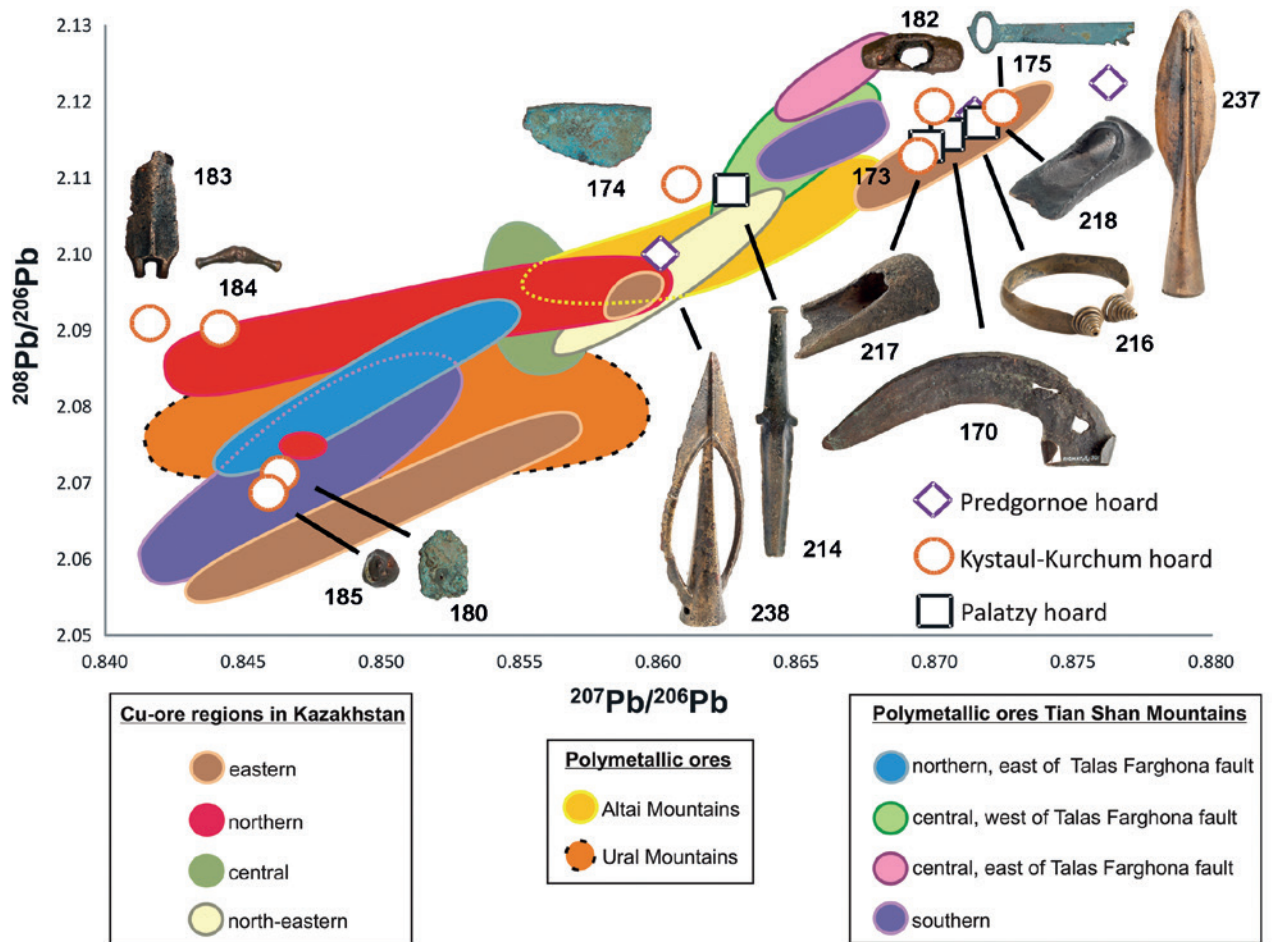 2.13
2.12
2.11
2.10
2.09
2.08
2.07
2.06
2.05
208Pb/206Pb
0.840
0.845
0.850
0.855
0.860
0.865
0.870
0.875
0.880
207Pb/206Pb
182
175
237
183
174
173
218
184
217
216
170
185
180
238
214
Predgornoe hoard
Kystaul-Kurchum hoard
Palatzy hoard
Cu-ore regions in Kazakhstan
eastern
northern
central
north-eastern
Polymetallic ores
Altai Mountains
Ural Mountains
Polymetallic ores Tian Shan Mountains
northern, east of Talas Farghona fault
central, west of Talas Farghona fault
central, east of Talas Farghona fault
southern